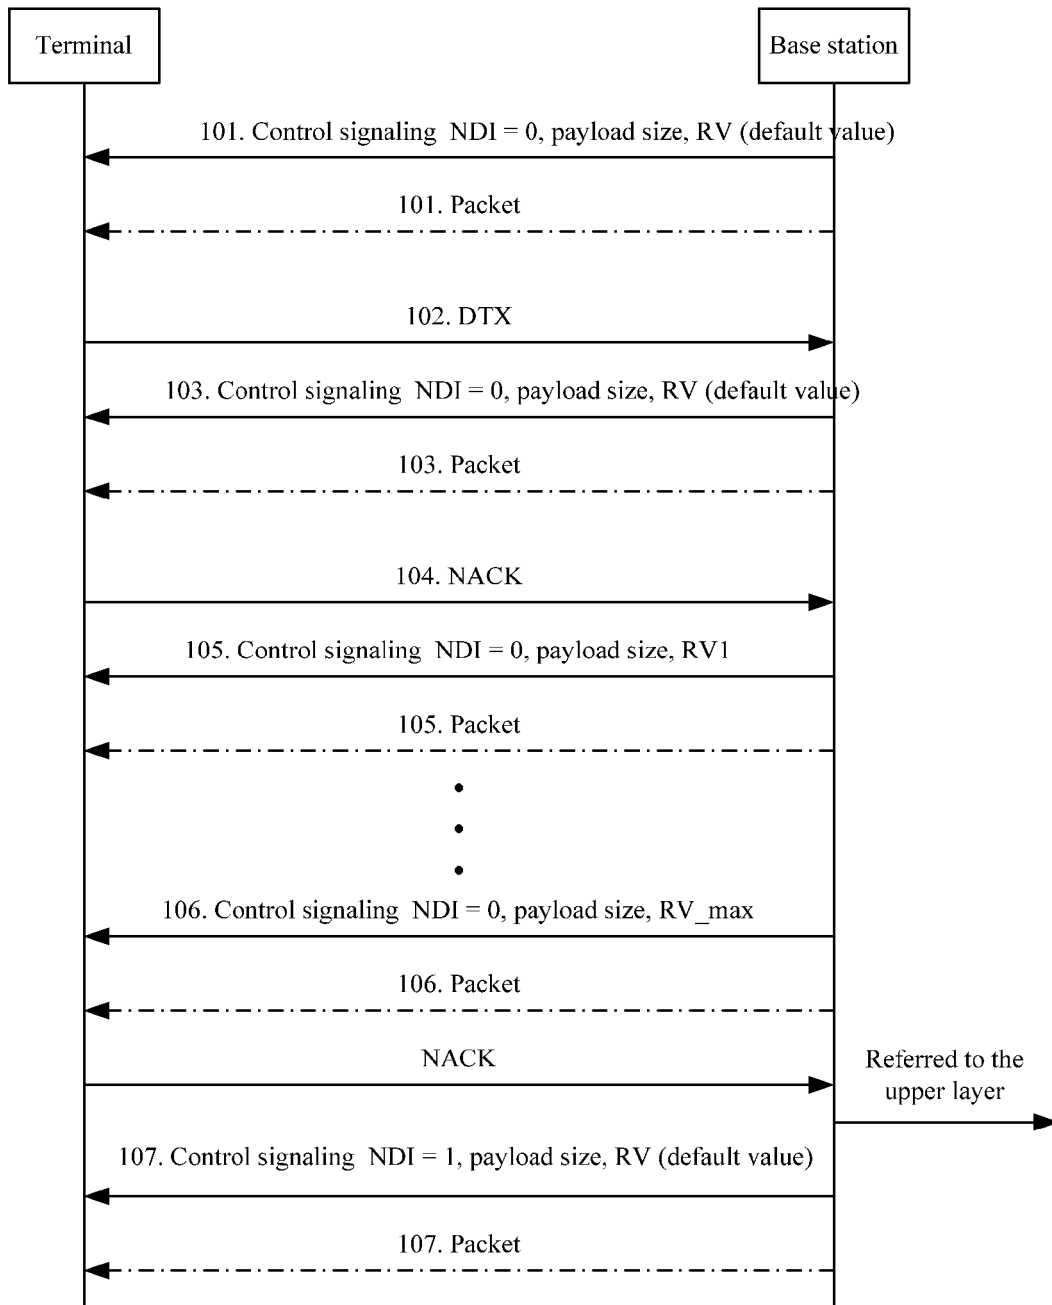 Terminal
Base station
101. Control signaling  NDI = 0, payload size, RV (default value)
101. Packet
102. DTX
103. Control signaling  NDI = 0, payload size, RV (default value)
103. Packet
104. NACK
105. Control signaling  NDI = 0, payload size, RV1
105. Packet
106. Control signaling  NDI = 0, payload size, RV_max
106. Packet
NACK
Referred to the
upper layer
107. Control signaling  NDI = 1, payload size, RV (default value)
107. Packet